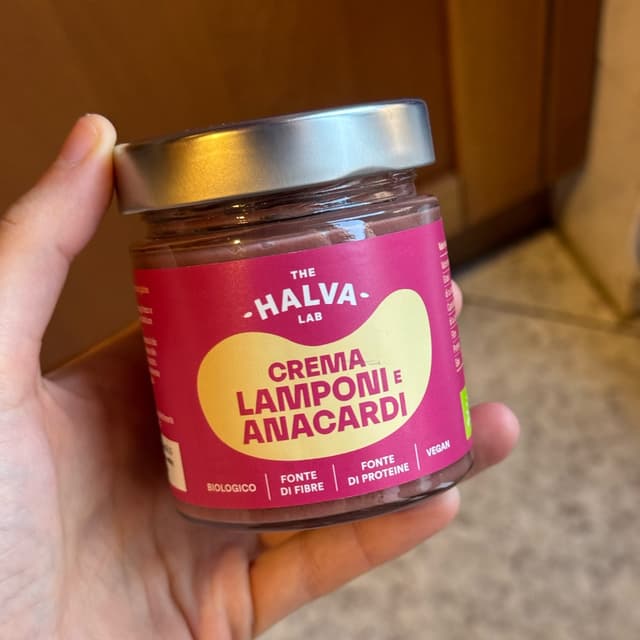 THE
HALVA
LAB
CREMA
LAMPONI E
ANACARDI
BIOLOGICO
FONTE
DI FIBRE
FONTE
DI PROTEINE
VEGAN